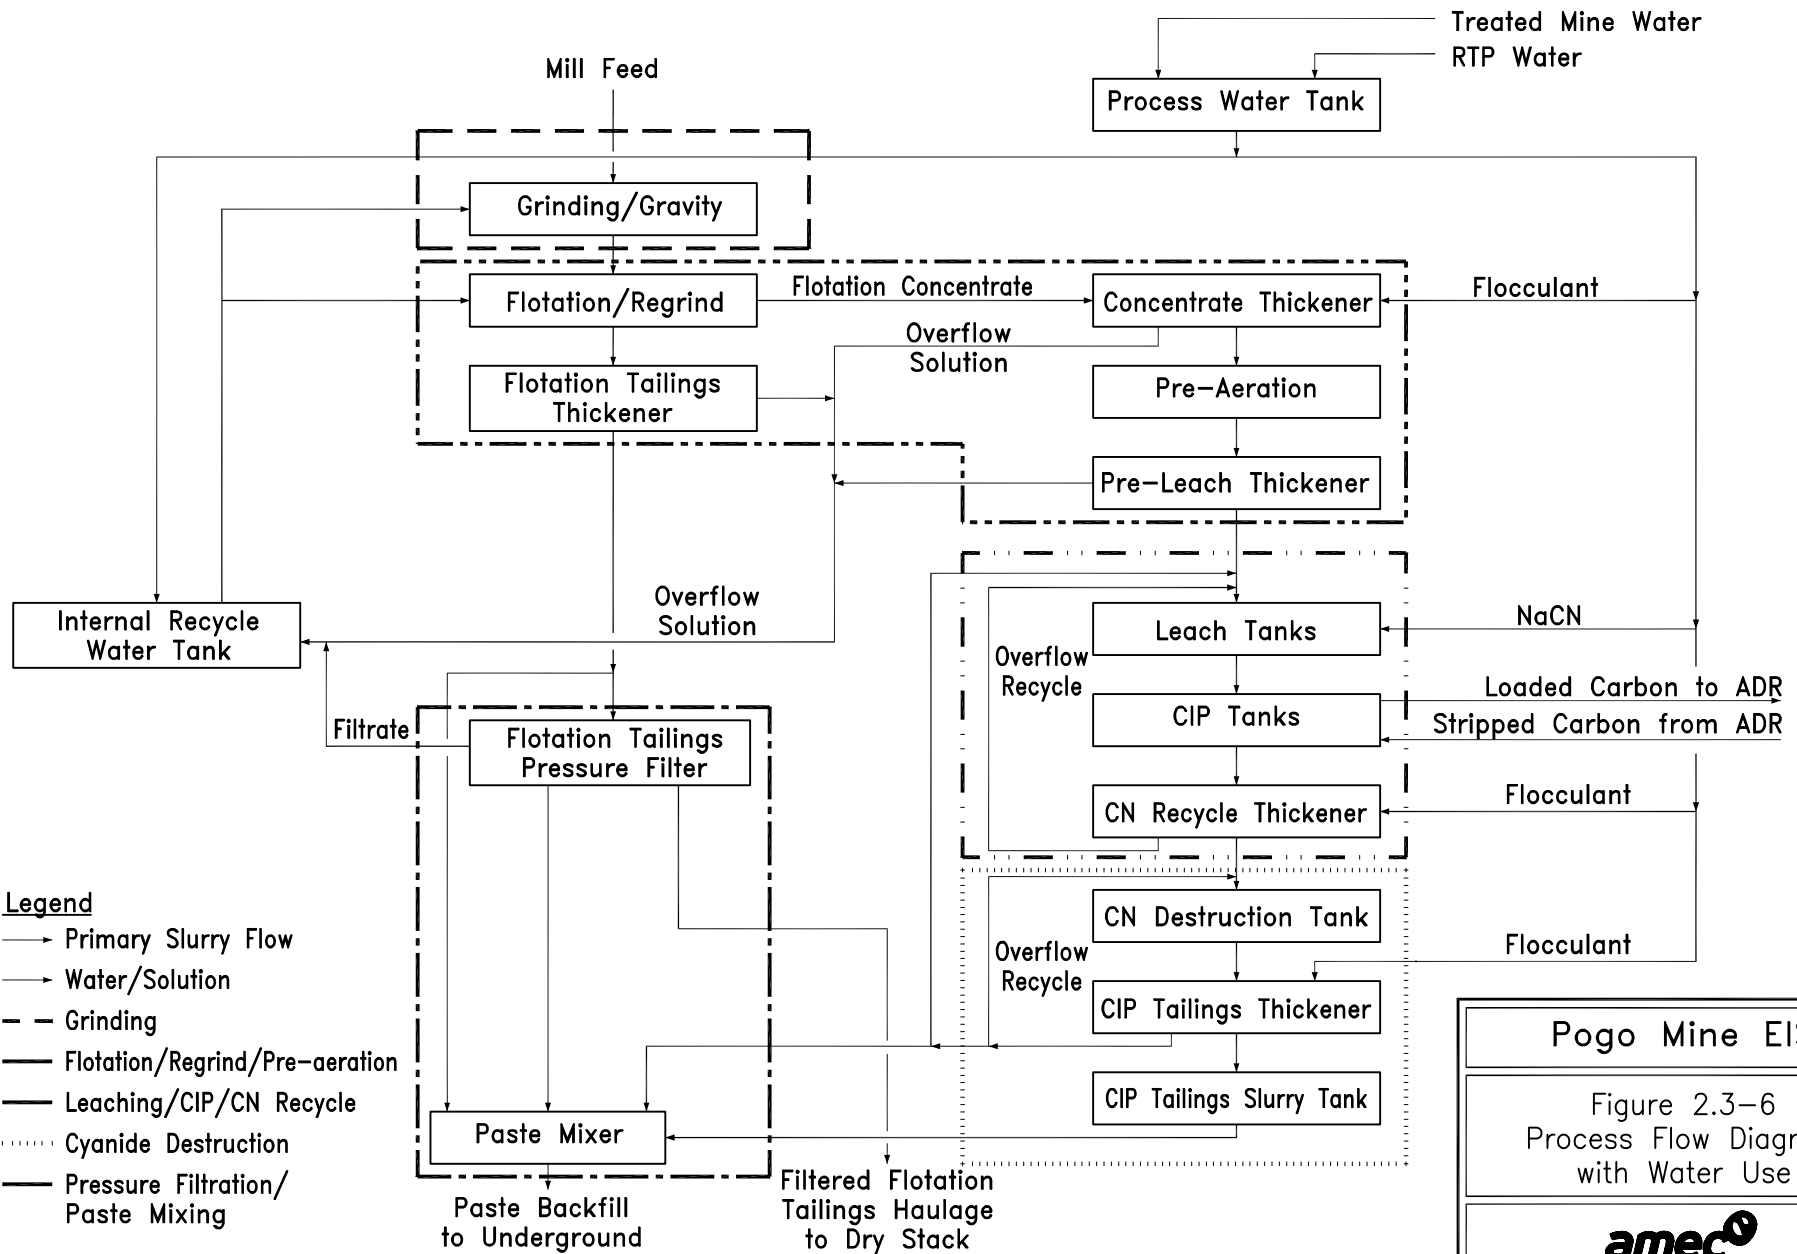 Treated Mine Water
RTP Water
Mill Feed
Process Water Tank
Grinding/Gravity
Flotation/Regrind
Flotation Concentrate
Concentrate Thickener
Flocculant
Overflow
Solution
Flotation Tailings
Thickener
Pre-Aeration
Pre-Leach Thickener
Internal Recycle
Water Tank
Overflow
Solution
Leach Tanks
NaCN
Overflow
Recycle
Loaded Carbon to ADR
CIP Tanks
Stripped Carbon from ADR
Filtrate
Flotation Tailings
Pressure Filter
CN Recycle Thickener
Flocculant
CN Destruction Tank
Overflow
Recycle
Flocculant
CIP Tailings Thickener
CIP Tailings Slurry Tank
Paste Mixer
Paste Backfill
to Underground
Filtered Flotation
Tailings Haulage
to Dry Stack
Legend
Primary Slurry Flow
Water/Solution
Grinding
Flotation/Regrind/Pre-aeration
Leaching/CIP/CN Recycle
Cyanide Destruction
Pressure Filtration/
Paste Mixing
Pogo Mine EI
Figure 2.3-6
Process Flow Diagr
with Water Use
amec